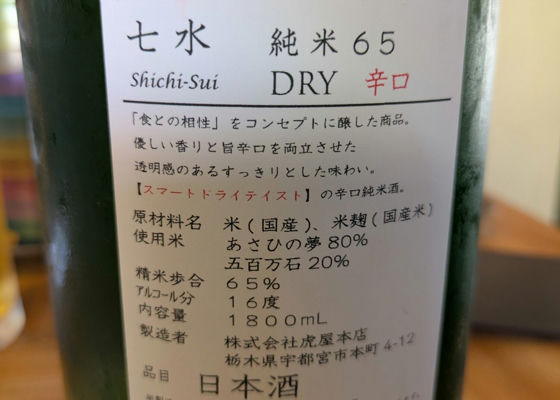 七水 純米65
Shichi-Sui DRY 辛口
「食との相性」をコンセプトに醸した商品。
優しい香りと旨辛口を両立させた
透明感のあるすっきりとした味わい。
【スマートドライテイスト】の辛口純米酒。
原材料名 米(国産)、米麹(国産米)
使用米 あさひの夢80%
五百万石20%
精米歩合 65%
アルコール分 16度
内容量 1800mL
製造者 株式会社虎屋本店
栃木県宇都宮市本町4-12
品目 日本酒